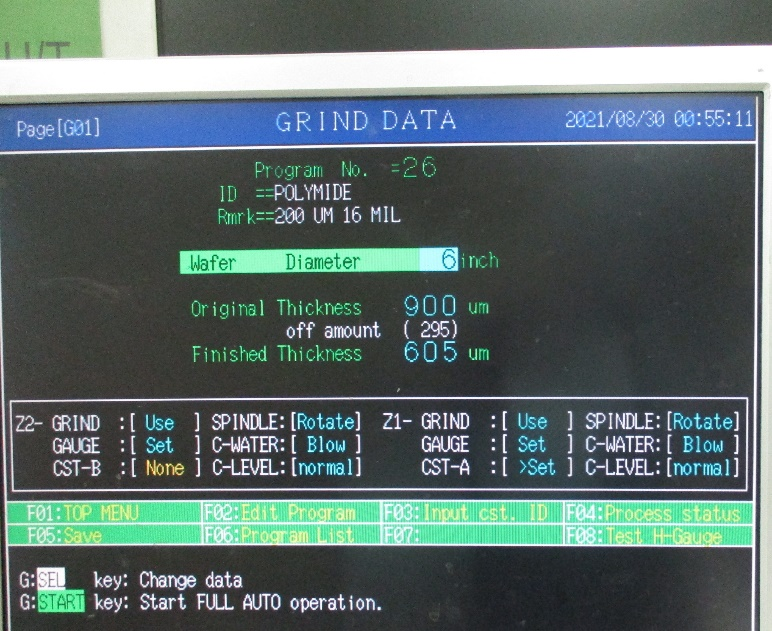 U/T
Page[G01] GRIND DATA 2021/08/30 00:55:11
Program No. =26
ID ==POLYMIDE
Rmrk==200 UM 16 MIL
Wafer Diameter 6inch
Original Thickness 900 um
off amount ( 295)
Finished Thickness 605 um
Z2- GRIND :[ Use ] SPINDLE:[Rotate] Z1- GRIND :[ Use ] SPINDLE:[Rotate]
GAUGE :[ Set ] C-WATER:[ Blow ] GAUGE :[ Set ] C-WATER:[ Blow ]
CST-B :[ None ] C-LEVEL:[normal] CST-A :[ >Set ] C-LEVEL:[normal]
F01:TOP MENU F02:Edit Program F03:Input cst. ID F04:Process status
F05:Save F06:Program List F07: F08:Test H-Gauge
G:SEL key: Change data
G:START key: Start FULL AUTO operation.